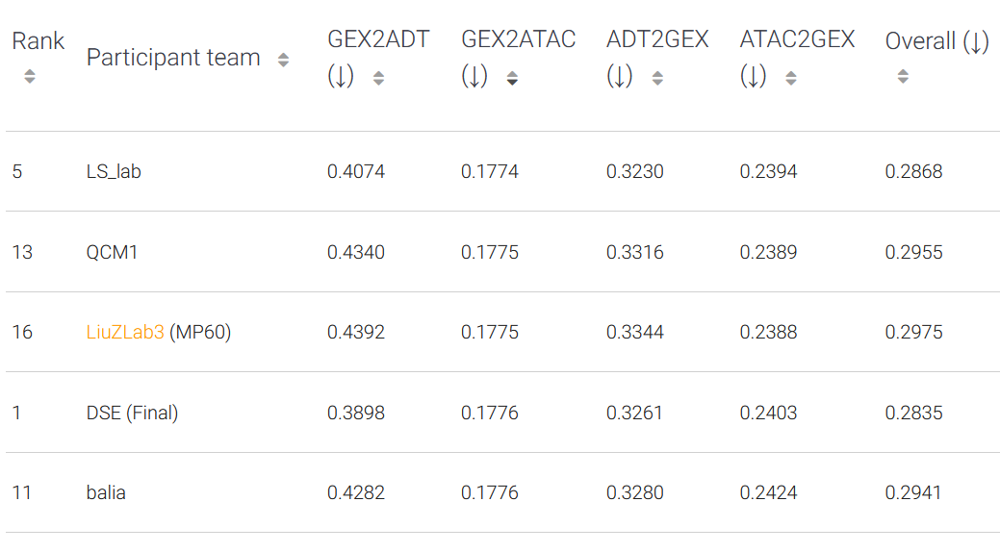 Rank Participant team GEX2ADT (↓) GEX2ATAC (↓) ADT2GEX (↓) ATAC2GEX (↓) Overall (↓)
5 LS_lab 0.4074 0.1774 0.3230 0.2394 0.2868
13 QCM1 0.4340 0.1775 0.3316 0.2389 0.2955
16 LiuZLab3 (MP60) 0.4392 0.1775 0.3344 0.2388 0.2975
1 DSE (Final) 0.3898 0.1776 0.3261 0.2403 0.2835
11 balia 0.4282 0.1776 0.3280 0.2424 0.2941